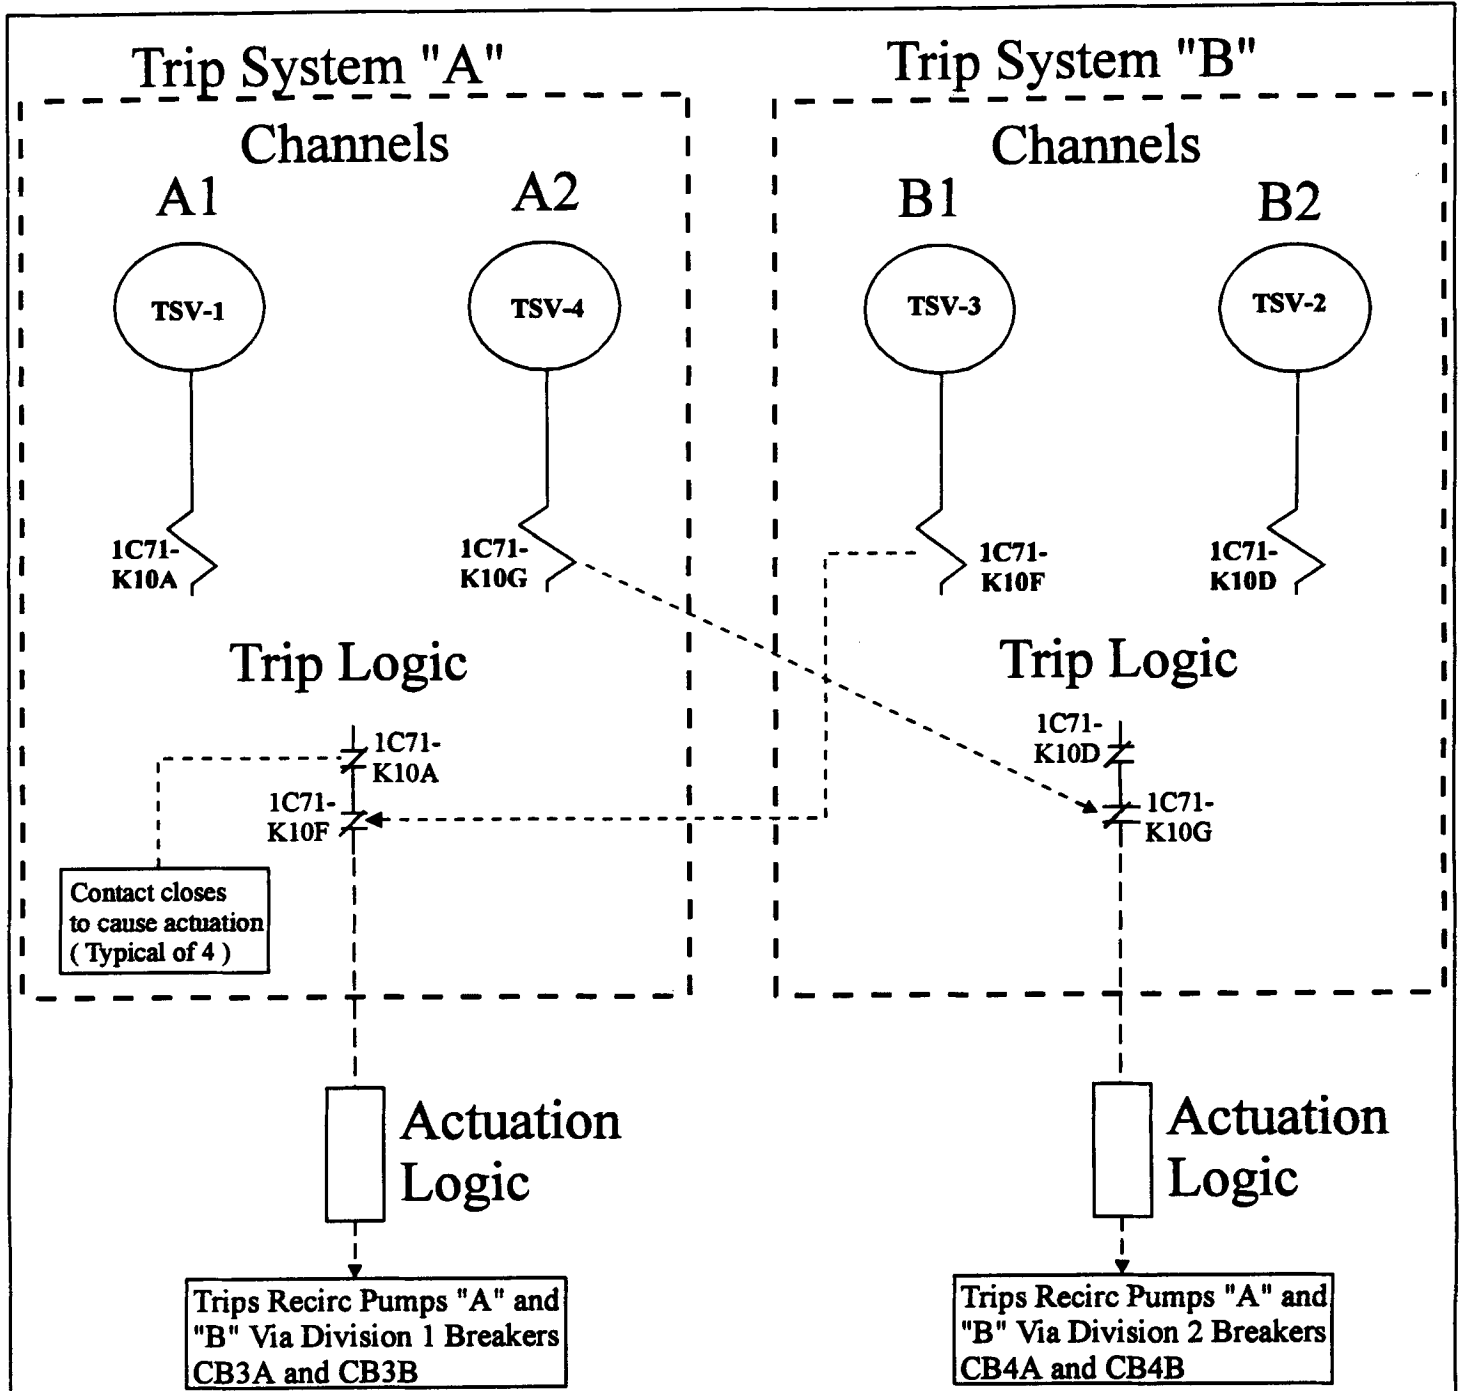 Trip System "A"
Trip System "B"
Channels
Channels
A1
A2
B1
B2
TSV-1
TSV-4
TSV-3
TSV-2
1C71-
K10A
1C71-
K10G
1C71-
K10F
1C71-
K10D
Trip Logic
Trip Logic
1C71-
K10A
1C71-
K10F
1C71-
K10D
1C71-
K10G
Contact closes
to cause actuation
( Typical of 4 )
Actuation
Logic
Actuation
Logic
Trips Recirc Pumps "A" and
"B" Via Division 1 Breakers
CB3A and CB3B
Trips Recirc Pumps "A" and
"B" Via Division 2 Breakers
CB4A and CB4B